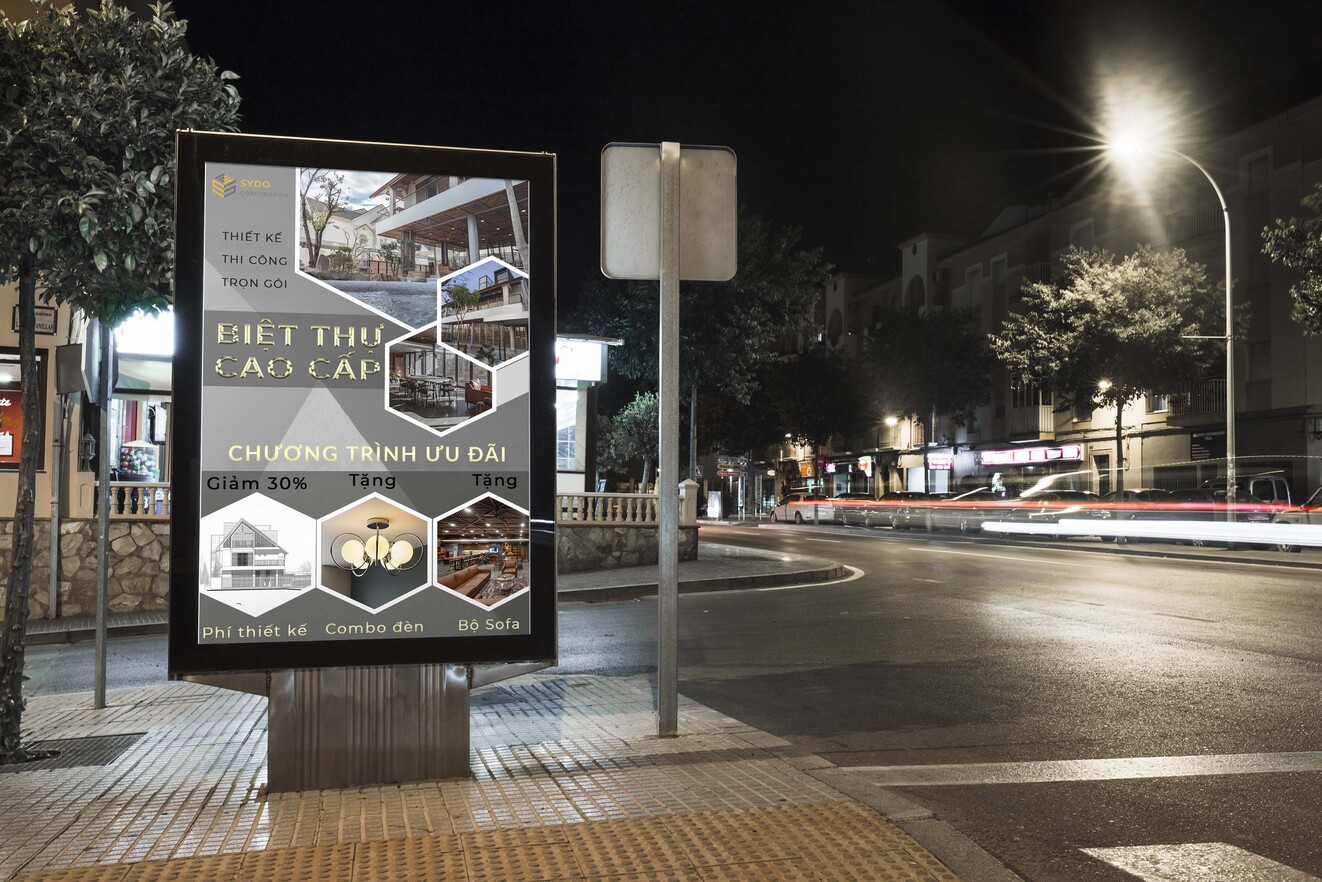 SYDO
CORPORATION
THIẾT KẾ
THI CÔNG
TRỌN GÓI
BIỆT THỰ
CAO CẤP
CHƯƠNG TRÌNH ƯU ĐÃI
Giảm 30%
Tặng
Tặng
Phí thiết kế
Combo đèn
Bộ Sofa